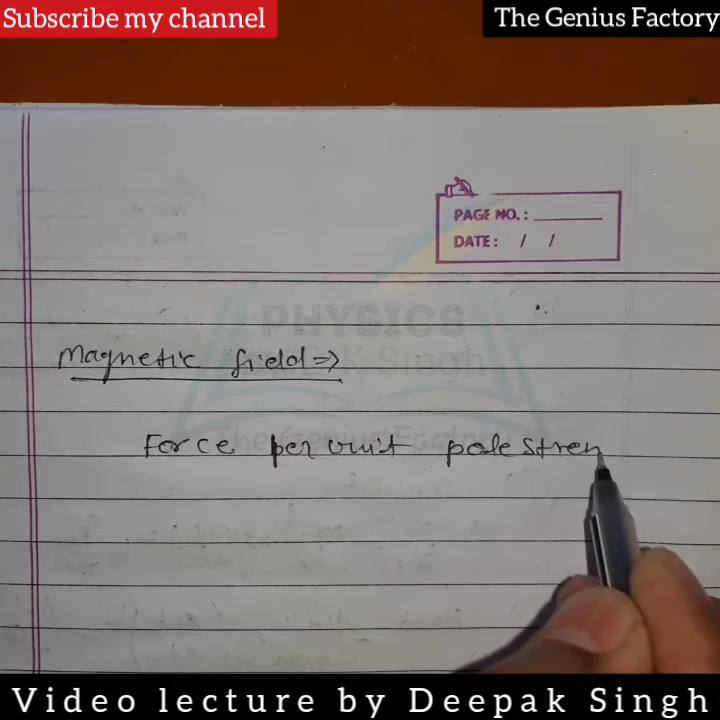 Subscribe my channel
The Genius Factory
PAGE NO.:
DATE: / /
PHYSICS
Magnetic field ⇒
Force per unit pole stren
Video lecture by Deepak Singh